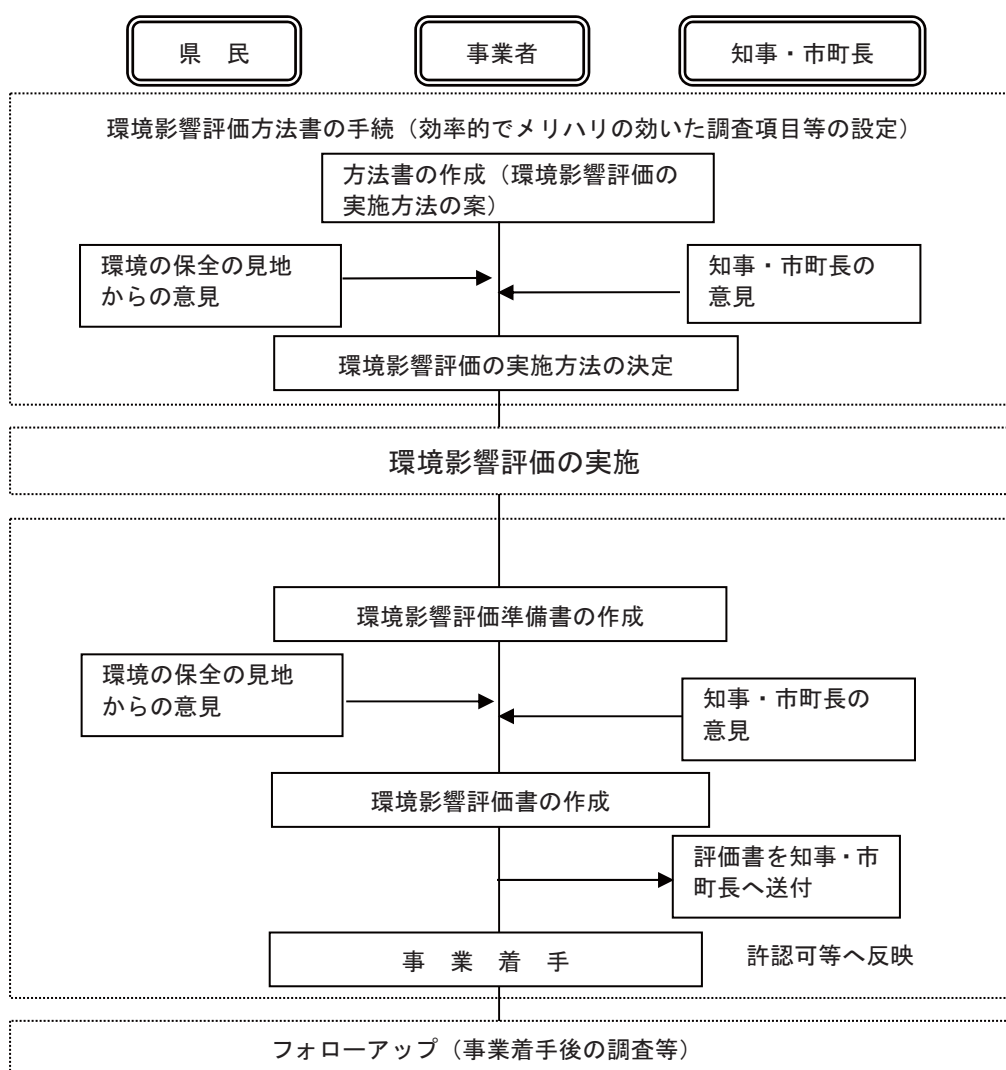 県　民
事業者
知事・市町長
環境影響評価方法書の手続（効率的でメリハリの効いた調査項目等の設定）
方法書の作成（環境影響評価の
実施方法の案）
環境の保全の見地
からの意見
知事・市町長の
意見
環境影響評価の実施方法の決定
環境影響評価の実施
環境影響評価準備書の作成
環境の保全の見地
からの意見
知事・市町長の
意見
環境影響評価書の作成
評価書を知事・市
町長へ送付
事　業　着　手
許認可等へ反映
フォローアップ（事業着手後の調査等）